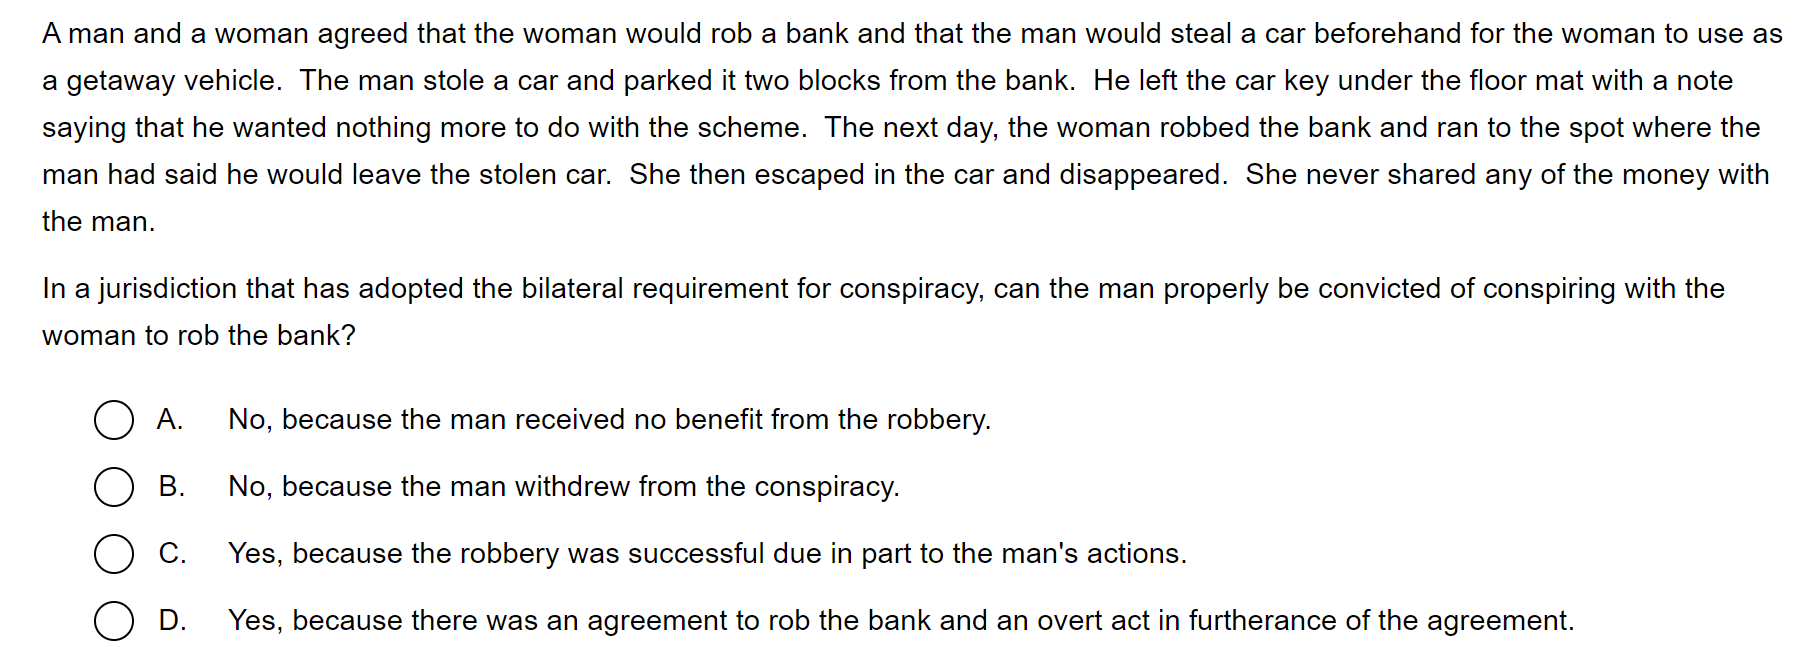 A man and a woman agreed that the woman would rob a bank and that the man would steal a car beforehand for the woman to use as
a getaway vehicle.  The man stole a car and parked it two blocks from the bank.  He left the car key under the floor mat with a note
saying that he wanted nothing more to do with the scheme.  The next day, the woman robbed the bank and ran to the spot where the
man had said he would leave the stolen car.  She then escaped in the car and disappeared.  She never shared any of the money with
the man.
In a jurisdiction that has adopted the bilateral requirement for conspiracy, can the man properly be convicted of conspiring with the
woman to rob the bank?
A. No, because the man received no benefit from the robbery.
B. No, because the man withdrew from the conspiracy.
C. Yes, because the robbery was successful due in part to the man's actions.
D. Yes, because there was an agreement to rob the bank and an overt act in furtherance of the agreement.